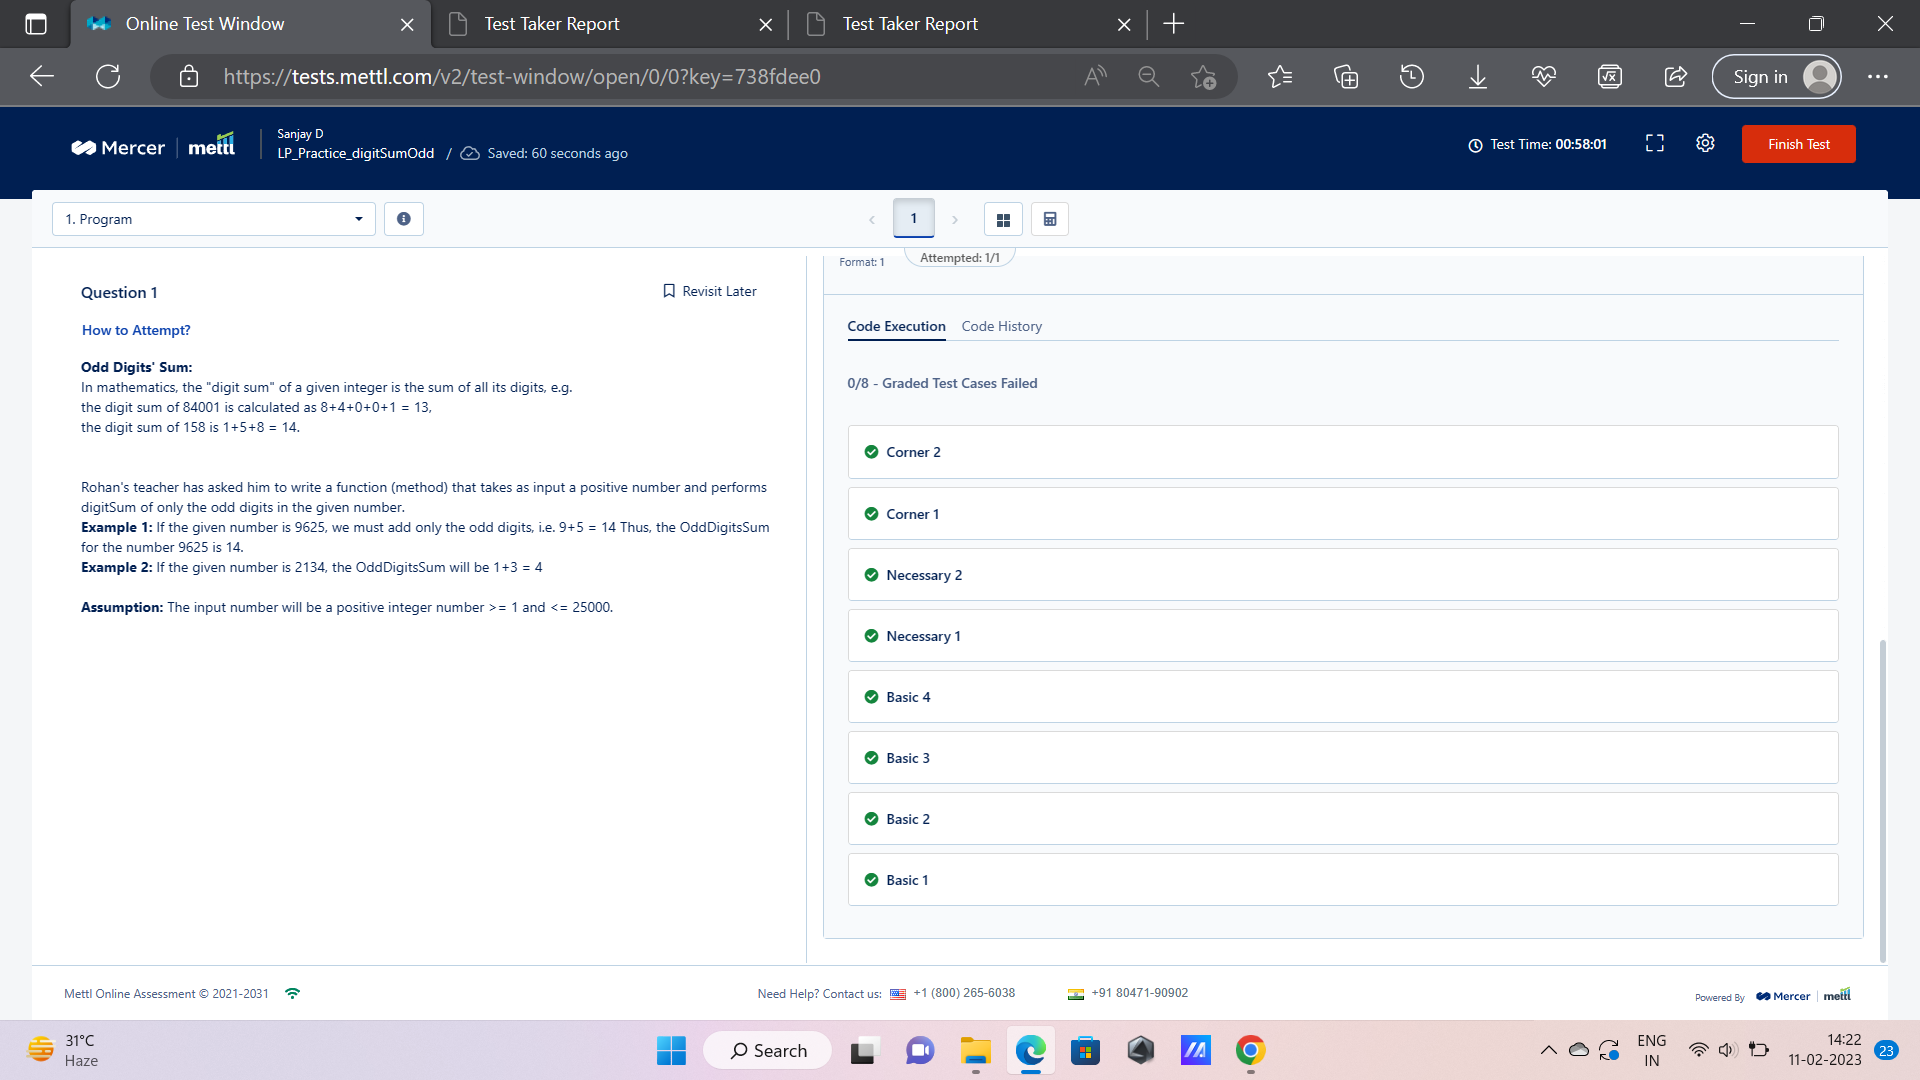 Online Test Window
Test Taker Report
Test Taker Report
https://tests.mettl.com/v2/test-window/open/0/0?key=738fdee0
Sign in
Mercer | mettl
Sanjay D
LP_Practice_digitSumOdd / Saved: 60 seconds ago
Test Time: 00:58:01
Finish Test
1. Program
1
Question 1
Revisit Later
How to Attempt?
Odd Digits' Sum:
In mathematics, the "digit sum" of a given integer is the sum of all its digits, e.g.
the digit sum of 84001 is calculated as 8+4+0+0+1 = 13,
the digit sum of 158 is 1+5+8 = 14.
Rohan's teacher has asked him to write a function (method) that takes as input a positive number and performs
digitSum of only the odd digits in the given number.
Example 1: If the given number is 9625, we must add only the odd digits, i.e. 9+5 = 14 Thus, the OddDigitsSum
for the number 9625 is 14.
Example 2: If the given number is 2134, the OddDigitsSum will be 1+3 = 4
Assumption: The input number will be a positive integer number >= 1 and <= 25000.
Format: 1
Attempted: 1/1
Code Execution Code History
0/8 - Graded Test Cases Failed
Corner 2
Corner 1
Necessary 2
Necessary 1
Basic 4
Basic 3
Basic 2
Basic 1
Mettl Online Assessment © 2021-2031
Need Help? Contact us: +1 (800) 265-6038 +91 80471-90902
Powered By Mercer | mettl
31°C
Haze
Search
ENG
IN
14:22
11-02-2023
23